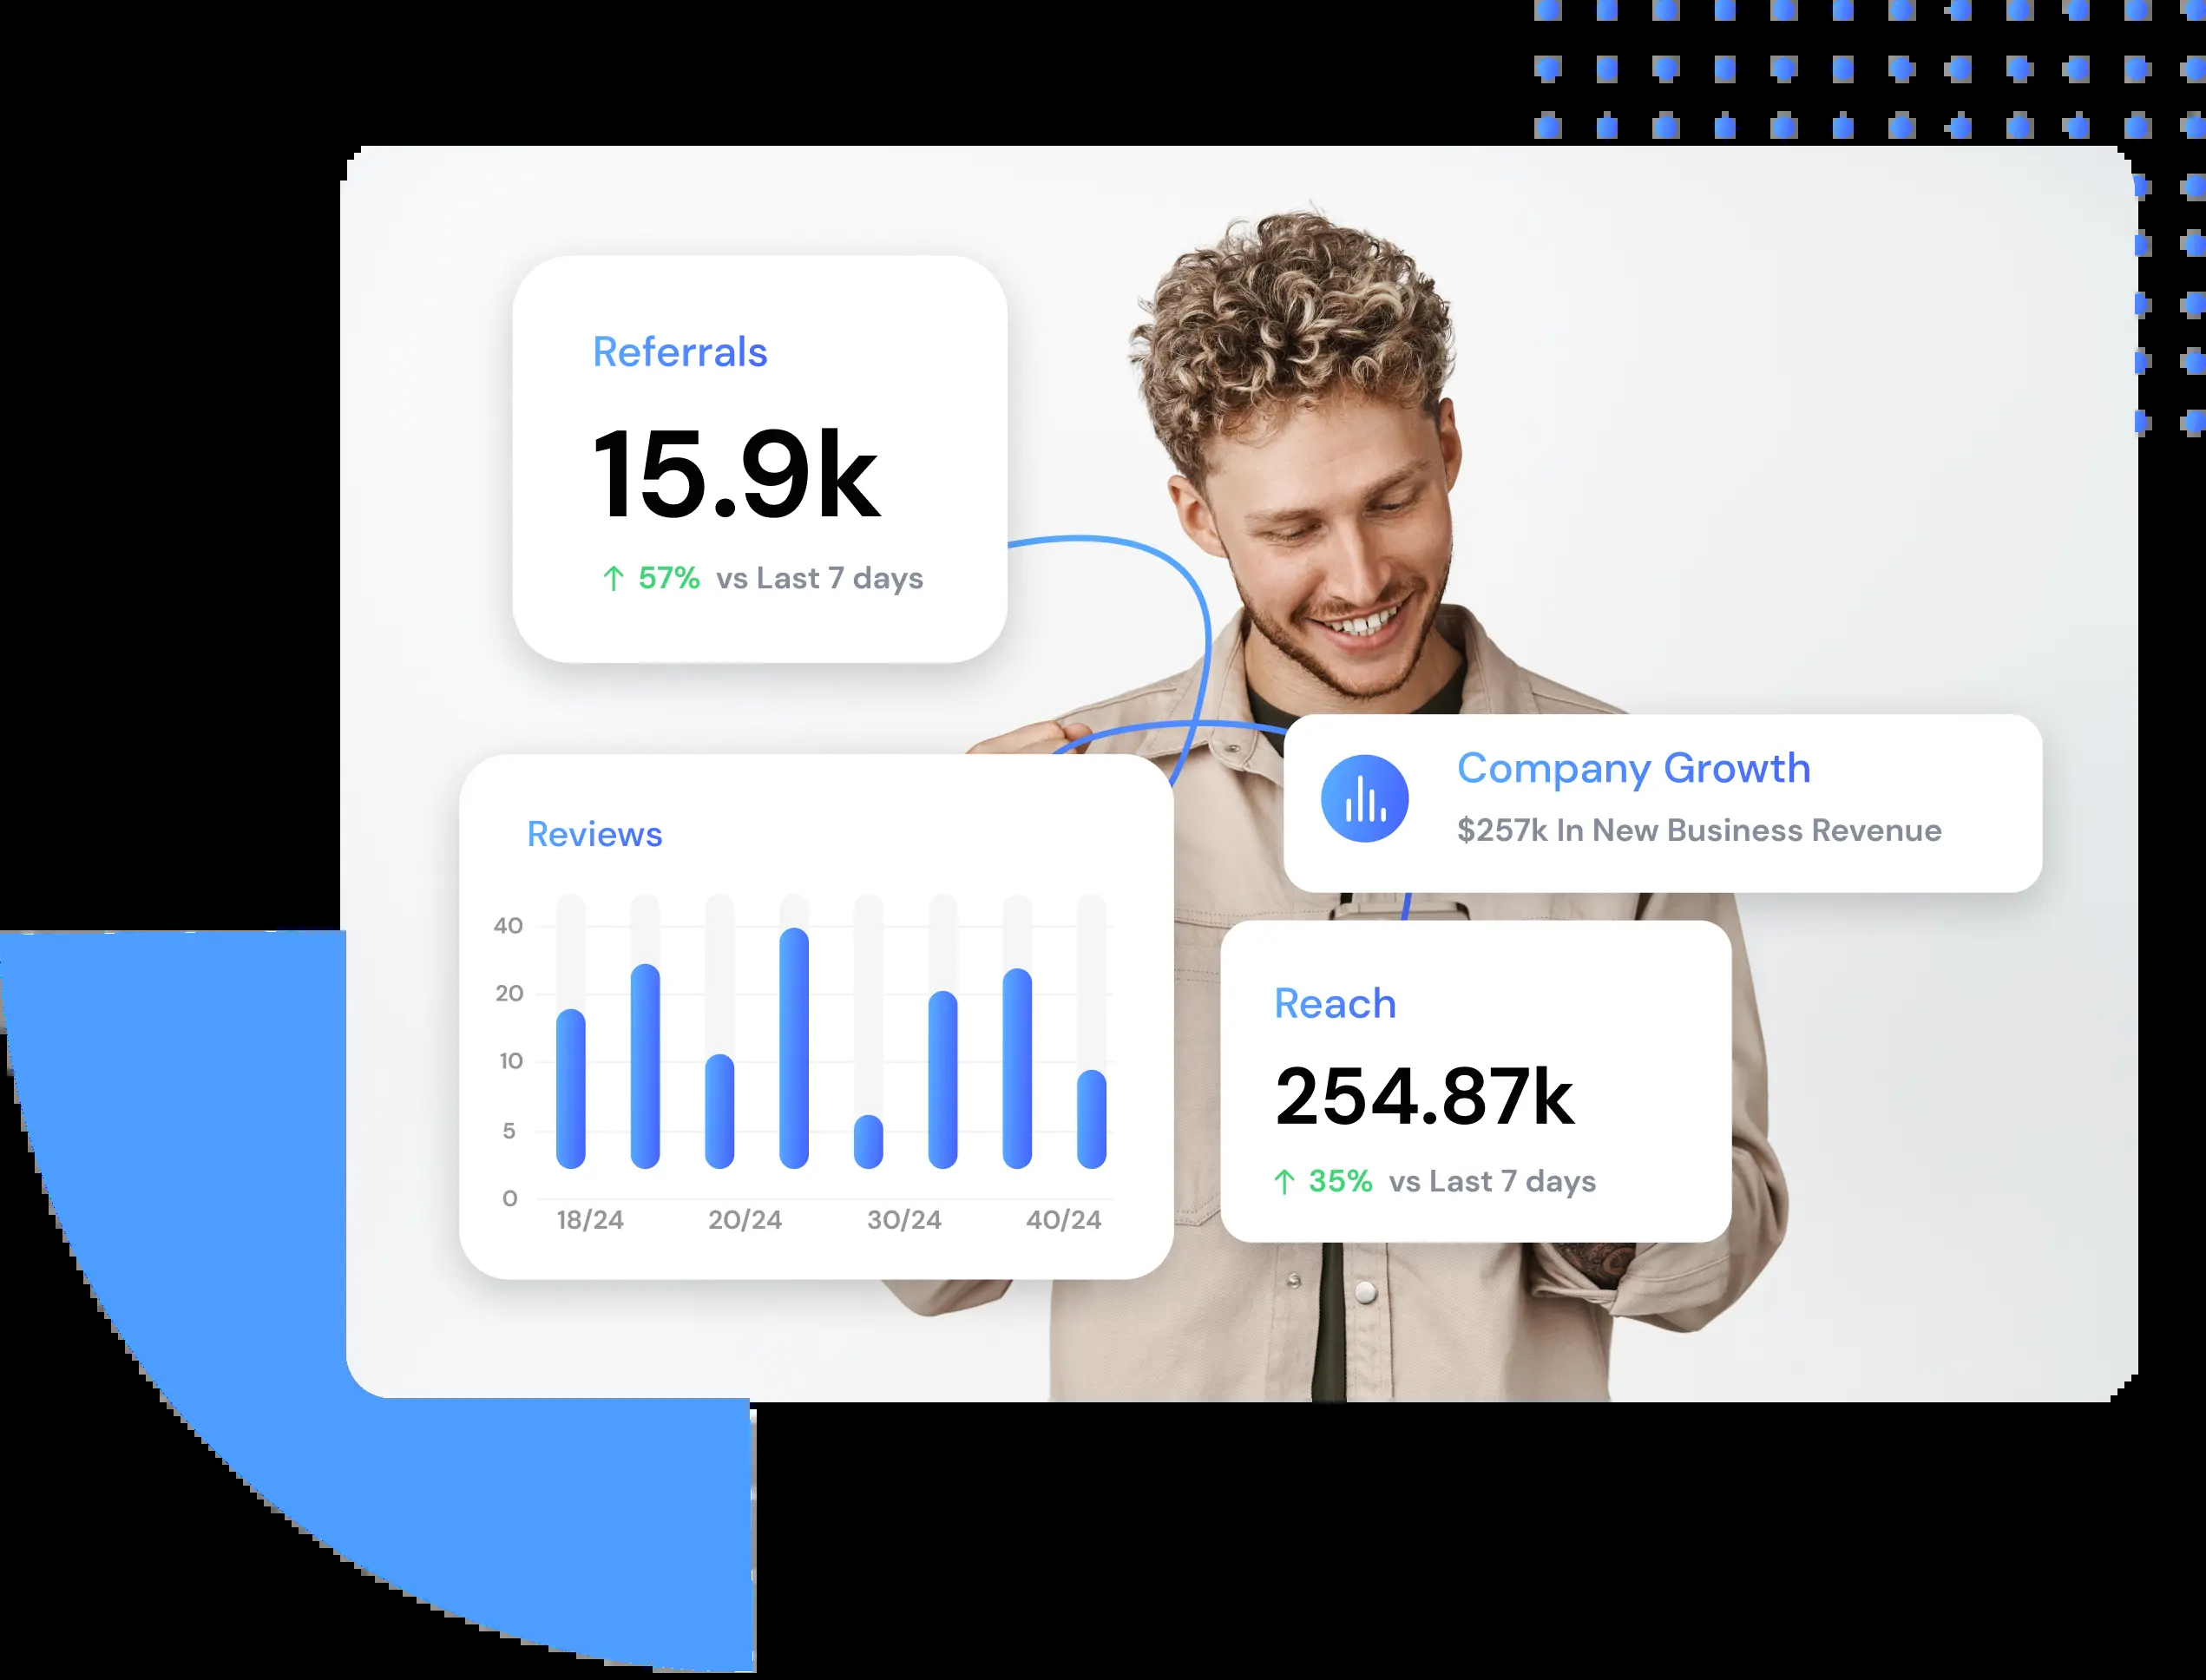 Referrals
15.9k
↑ 57% vs Last 7 days
Company Growth
$257k In New Business Revenue
Reviews
40
20
10
5
0
18/24 20/24 30/24 40/24
Reach
254.87k
↑ 35% vs Last 7 days